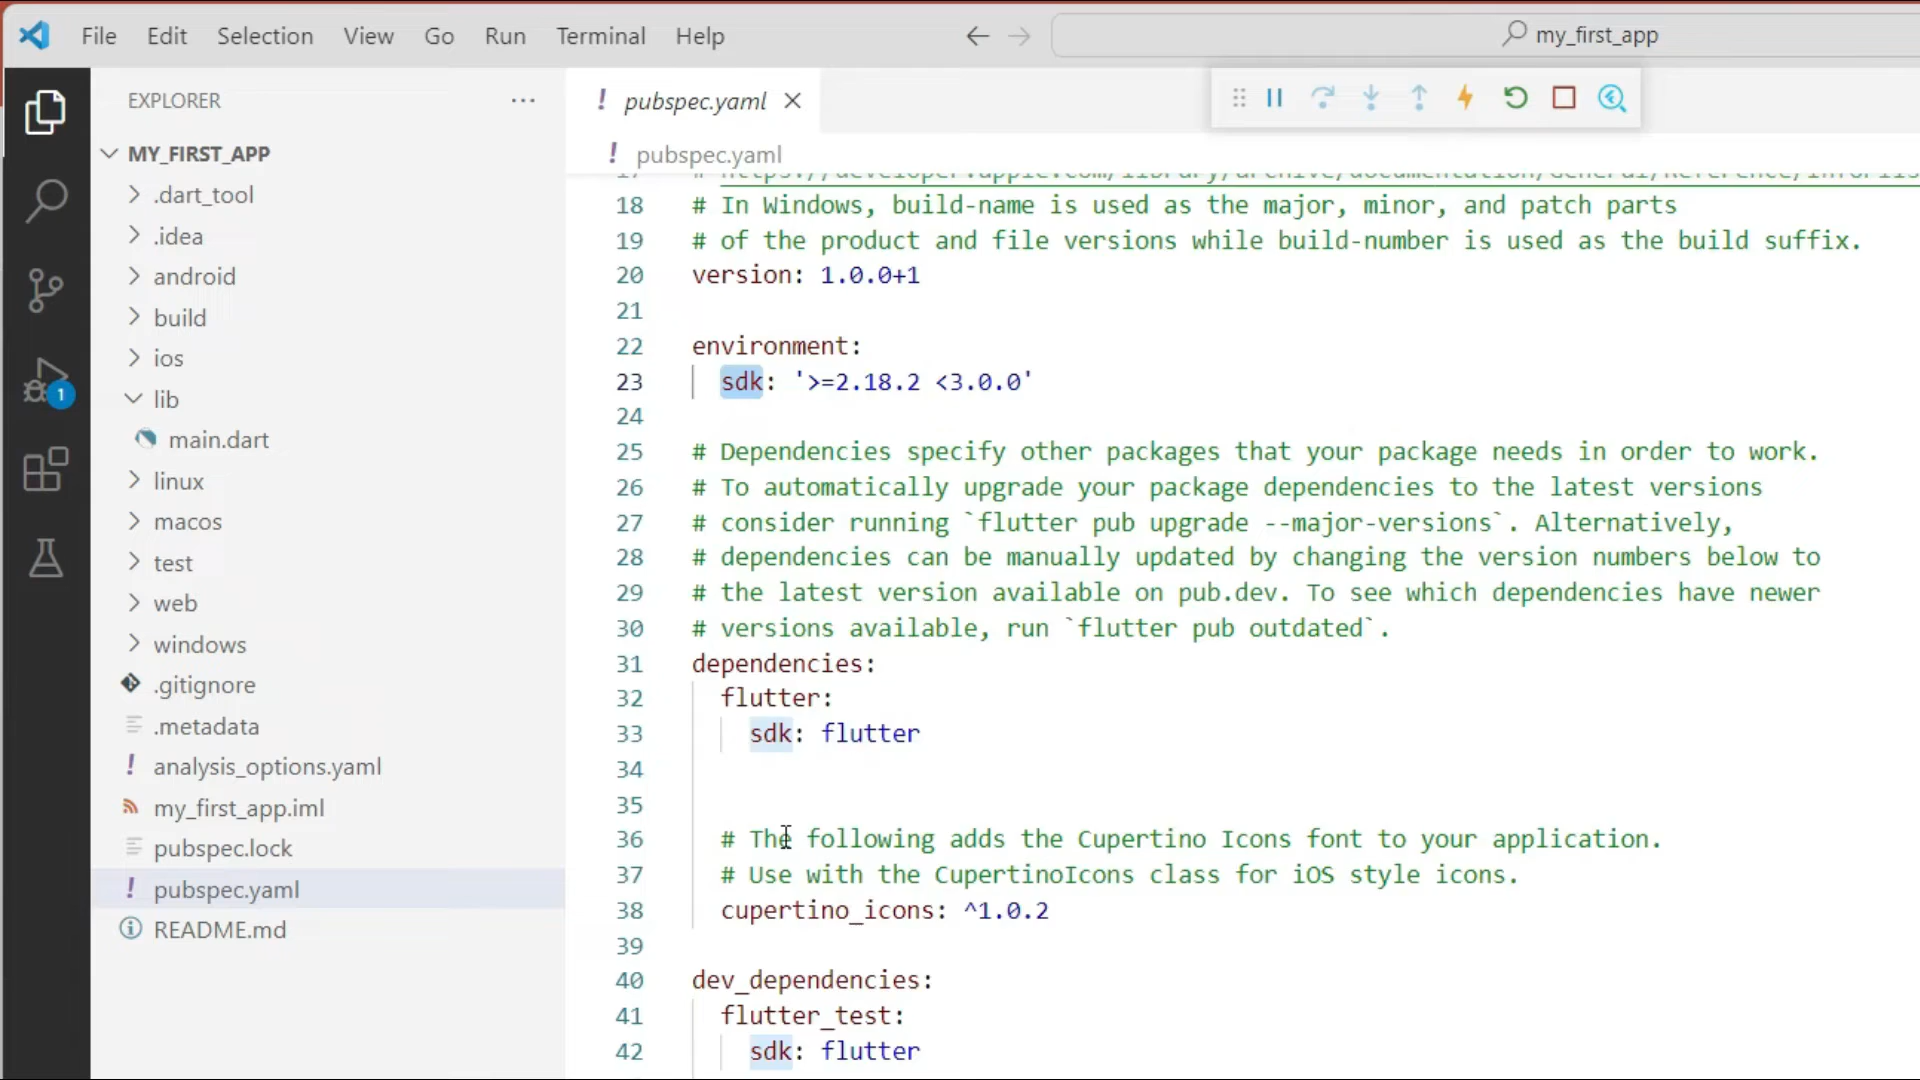 File Edit Selection View Go Run Terminal Help
my_first_app
EXPLORER
MY_FIRST_APP
.dart_tool
.idea
android
build
ios
lib
main.dart
linux
macos
test
web
windows
.gitignore
.metadata
analysis_options.yaml
my_first_app.iml
pubspec.lock
pubspec.yaml
README.md
1
! pubspec.yaml
! pubspec.yaml
18 # In Windows, build-name is used as the major, minor, and patch parts
19 # of the product and file versions while build-number is used as the build suffix.
20 version: 1.0.0+1
21
22 environment:
23 sdk: '>=2.18.2 <3.0.0'
24
25 # Dependencies specify other packages that your package needs in order to work.
26 # To automatically upgrade your package dependencies to the latest versions
27 # consider running `flutter pub upgrade --major-versions`. Alternatively,
28 # dependencies can be manually updated by changing the version numbers below to
29 # the latest version available on pub.dev. To see which dependencies have newer
30 # versions available, run `flutter pub outdated`.
31 dependencies:
32 flutter:
33 sdk: flutter
34
35
36 # The following adds the Cupertino Icons font to your application.
37 # Use with the CupertinoIcons class for iOS style icons.
38 cupertino_icons: ^1.0.2
39
40 dev_dependencies:
41 flutter_test:
42 sdk: flutter